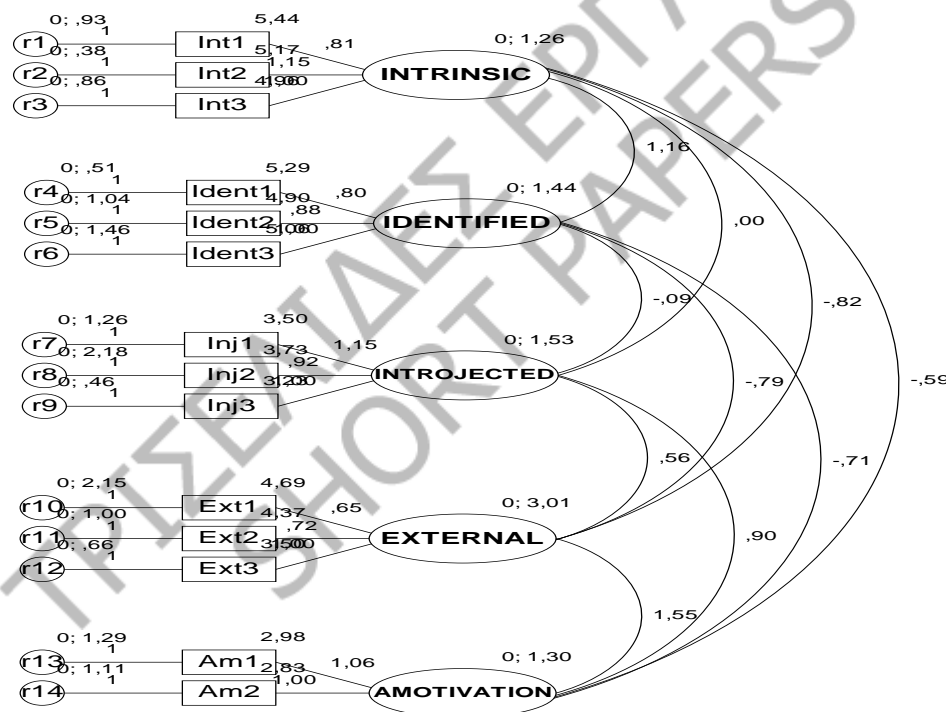 0; ,93
1
r1
Int1
5,44
,81
0; ,38
1
r2
Int2
5,17
1,15
0; ,86
1
r3
Int3
INTRINSIC
0; 1,26
0; ,51
1
r4
Ident1
5,29
,80
0; 1,04
1
r5
Ident2
4,90
,88
0; 1,46
1
r6
Ident3
IDENTIFIED
0; 1,44
0; 1,26
1
r7
Inj1
3,50
1,15
0; 2,18
1
r8
Inj2
3,73
,92
0; ,46
1
r9
Inj3
INTROJECTED
0; 1,53
0; 2,15
1
r10
Ext1
4,69
,65
0; 1,00
1
r11
Ext2
4,37
,72
0; ,66
1
r12
Ext3
EXTERNAL
0; 3,01
0; 1,29
1
r13
Am1
2,98
1,06
0; 1,11
1
r14
Am2
2,83
1,00
AMOTIVATION
0; 1,30
1,16
,00
-,09
-,82
-,79
-,59
,56
-,71
,90
1,55
ΤΡΙΣΕΛΙΔΕΣ
SHORT PAPERS